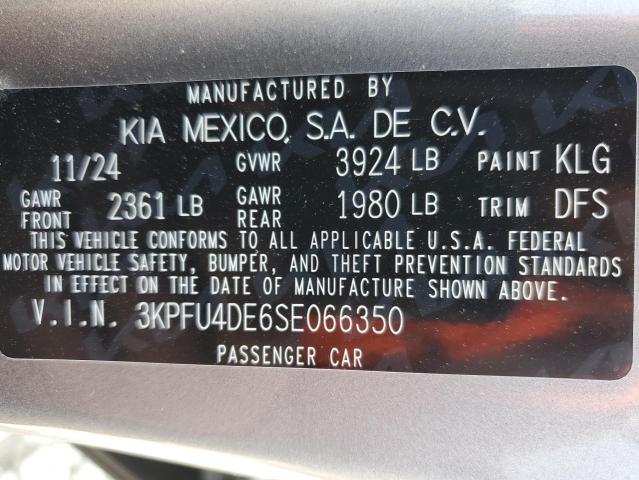 MANUFACTURED BY
KIA MEXICO, S.A. DE C.V.
11/24 GVWR 3924 LB PAINT KLG
GAWR FRONT 2361 LB GAWR REAR 1980 LB TRIM DFS
THIS VEHICLE CONFORMS TO ALL APPLICABLE U.S.A. FEDERAL
MOTOR VEHICLE SAFETY, BUMPER, AND THEFT PREVENTION STANDARDS
IN EFFECT ON THE DATE OF MANUFACTURE SHOWN ABOVE.
V.I.N. 3KPFU4DE6SE066350
PASSENGER CAR